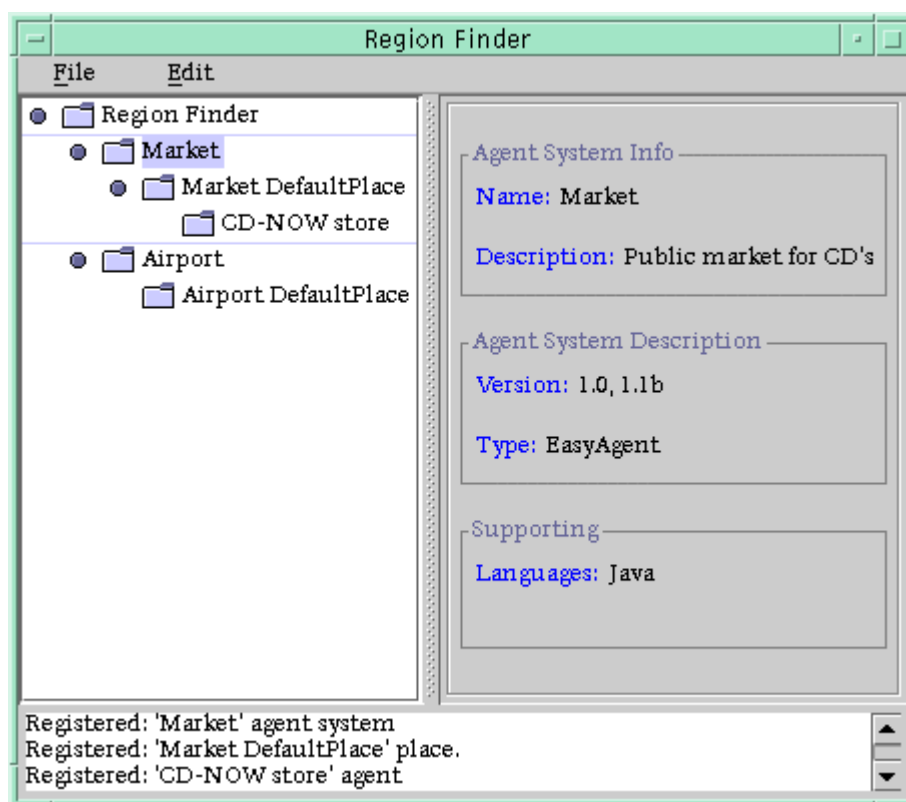 Region Finder
File Edit
Region Finder
Market
Market DefaultPlace
CD-NOW store
Airport
Airport DefaultPlace
Agent System Info
Name: Market
Description: Public market for CD's
Agent System Description
Version: 1.0, 1.1b
Type: EasyAgent
Supporting
Languages: Java
Registered: 'Market' agent system
Registered: 'Market DefaultPlace' place.
Registered: 'CD-NOW store' agent